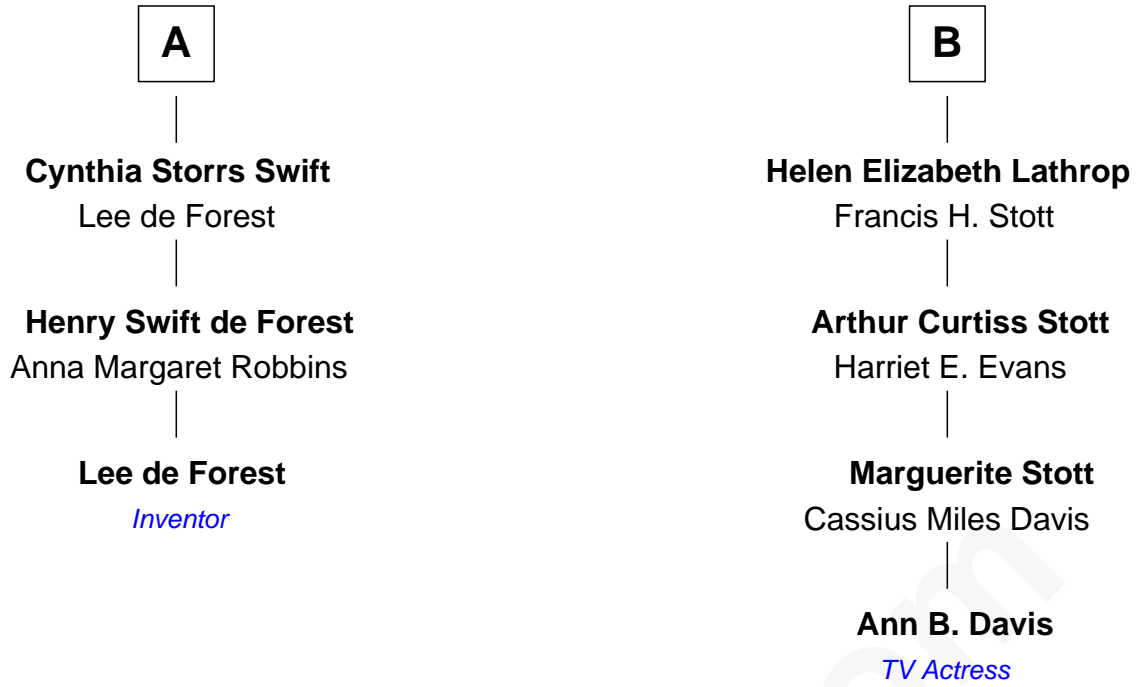 A
Cynthia Storrs Swift
Lee de Forest
Henry Swift de Forest
Anna Margaret Robbins
Lee de Forest
Inventor
B
Helen Elizabeth Lathrop
Francis H. Stott
Arthur Curtiss Stott
Harriet E. Evans
Marguerite Stott
Cassius Miles Davis
Ann B. Davis
TV Actress